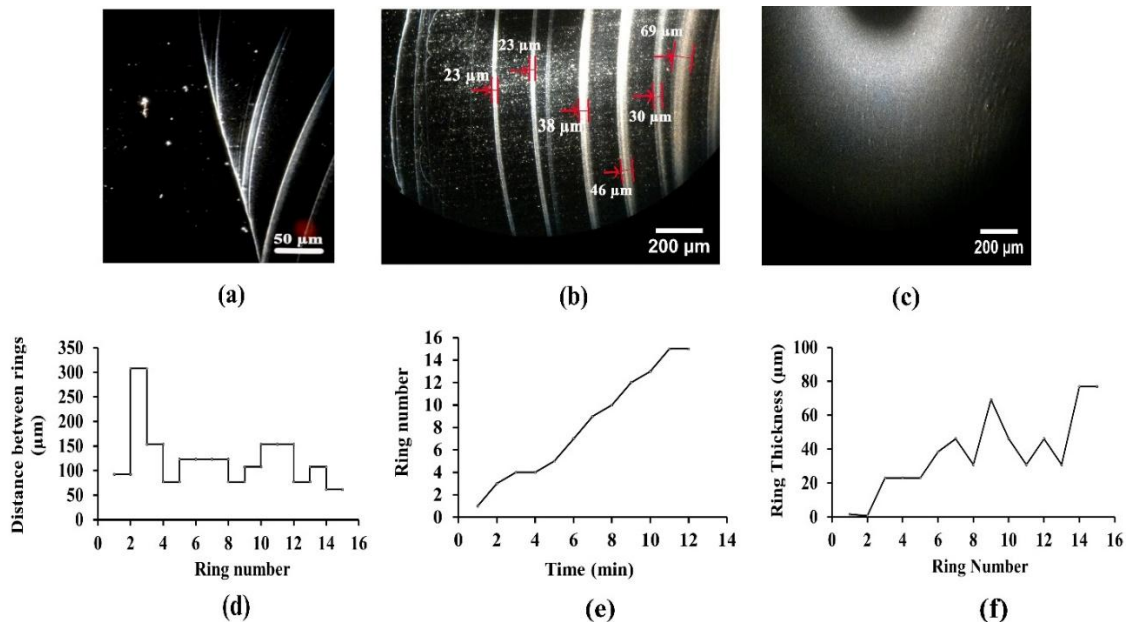 50 µm
(a)
23 µm
23 µm
38 µm
46 µm
30 µm
69 µm
200 µm
(b)
200 µm
(c)
Distance between rings
(µm)
350
300
250
200
150
100
50
0
0 2 4 6 8 10 12 14 16
Ring number
(d)
Ring number
16
14
12
10
8
6
4
2
0
0 2 4 6 8 10 12 14
Time (min)
(e)
Ring Thickness (µm)
100
80
60
40
20
0
0 2 4 6 8 10 12 14 16
Ring Number
(f)